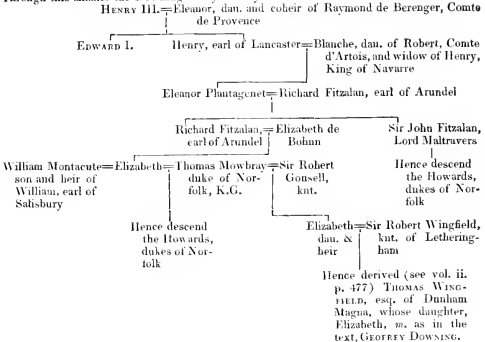 HENRY III.=Eleanor, dau. and coheir of Raymond de Berenger, Comte
de Provence
EDWARD I. Henry, earl of Lancaster=Blanche, dau. of Robert, Comte
d'Artois, and widow of Henry,
King of Navarre
Eleanor Plantagenet=Richard Fitzalan, earl of Arundel
Richard Fitzalan,=Elizabeth de Sir John Fitzalan,
earl of Arundel Bohun Lord Maltravers
William Montacute=Elizabeth=Thomas Mowbray=Sir Robert Hence descend
son and heir of duke of Nor- Gousell, the Howards,
William, earl of folk, K.G. knt. dukes of Nor-
Salisbury folk
Hence descend Elizabeth=Sir Robert Wingfield,
the Howards, dau. & knt. of Lethering-
dukes of Nor- heir ham
folk
Hence derived (see vol. ii.
p. 477) THOMAS WING-
FIELD, esq. of Dunham
Magna, whose daughter,
Elizabeth, m. as in the
text, GEOFREY DOWNING.